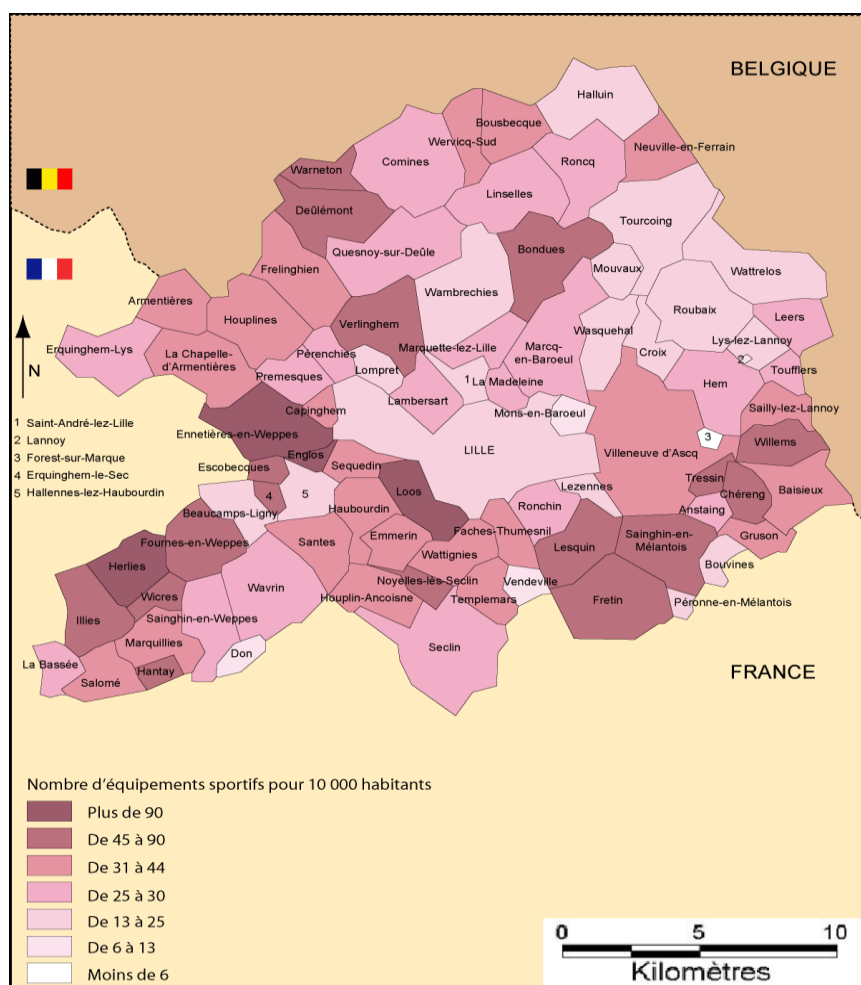 BELGIQUE
Halluin
Bousbecque
Wervicq-Sud
Neuville-en-Ferrain
Comines
Roncq
Warneton
Linselles
Deûlémont
Tourcoing
Bondues
Quesnoy-sur-Deûle
Mouvaux
Wattrelos
Frelinghien
Wambrechies
Armentières
Roubaix
Houplines
Leers
Verlinghem
Wasquehal
Lys-lez-Lannoy
Erquinghem-Lys
La Chapelle-
d'Armentières
Pérenchies
Marquette-lez-Lille
Marcq-
en-Baroeul
Croix
2
N
Lompret
Premesques
1
La Madeleine
Hem
Toufflers
Lambersart
Capinghem
Mons-en-Baroeul
Sailly-lez-Lannoy
1 Saint-André-lez-Lille
2 Lannoy
3 Forest-sur-Marque
4 Erquinghem-le-Sec
5 Hallennes-lez-Haubourdin
Ennetières-en-Weppes
3
Willems
LILLE
Villeneuve d'Ascq
Englos
Escobecques
Sequedin
Tressin
Loos
Lezennes
Chéreng
Baisieux
4
5
Beaucamps-Ligny
Haubourdin
Ronchin
Anstaing
Emmerin
Faches-Thumesnil
Gruson
Fournes-en-Weppes
Santes
Wattignies
Lesquin
Sainghin-en-
Mélantois
Bouvines
Herlies
Noyelles-lès-Seclin
Vendeville
Wavrin
Wicres
Houplin-Ancoisne
Templemars
Fretin
Péronne-en-Mélantois
Illies
Sainghin-en-Weppes
Marquillies
Seclin
Don
La Bassée
Hantay
Salomé
FRANCE
Nombre d'équipements sportifs pour 10 000 habitants
Plus de 90
De 45 à 90
De 31 à 44
De 25 à 30
De 13 à 25
De 6 à 13
Moins de 6
0 5 10
Kilomètres